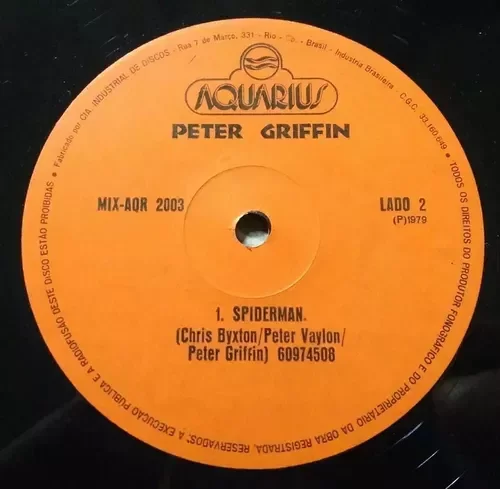 AQUARIUS
PETER GRIFFIN
MIX-AQR 2003
LADO 2
(P)1979
1. SPIDERMAN.
(Chris Byxton/Peter Vaylon/
Peter Griffin) 60974508
• Fabricado por CIA. INDUSTRIAL DE DISCOS - Rua 7 de Março, 331 - Rio - - Brasil - Indústria Brasileira - C.G.C. 33.160.649 • TODOS OS DIREITOS DO PRODUTOR FONOGRÁFICO E DO PROPRIETÁRIO DA OBRA REGISTRADA, RESERVADOS. A EXECUÇÃO PÚBLICA E A RADIOFUSÃO DESTE DISCO ESTÃO PROIBIDAS